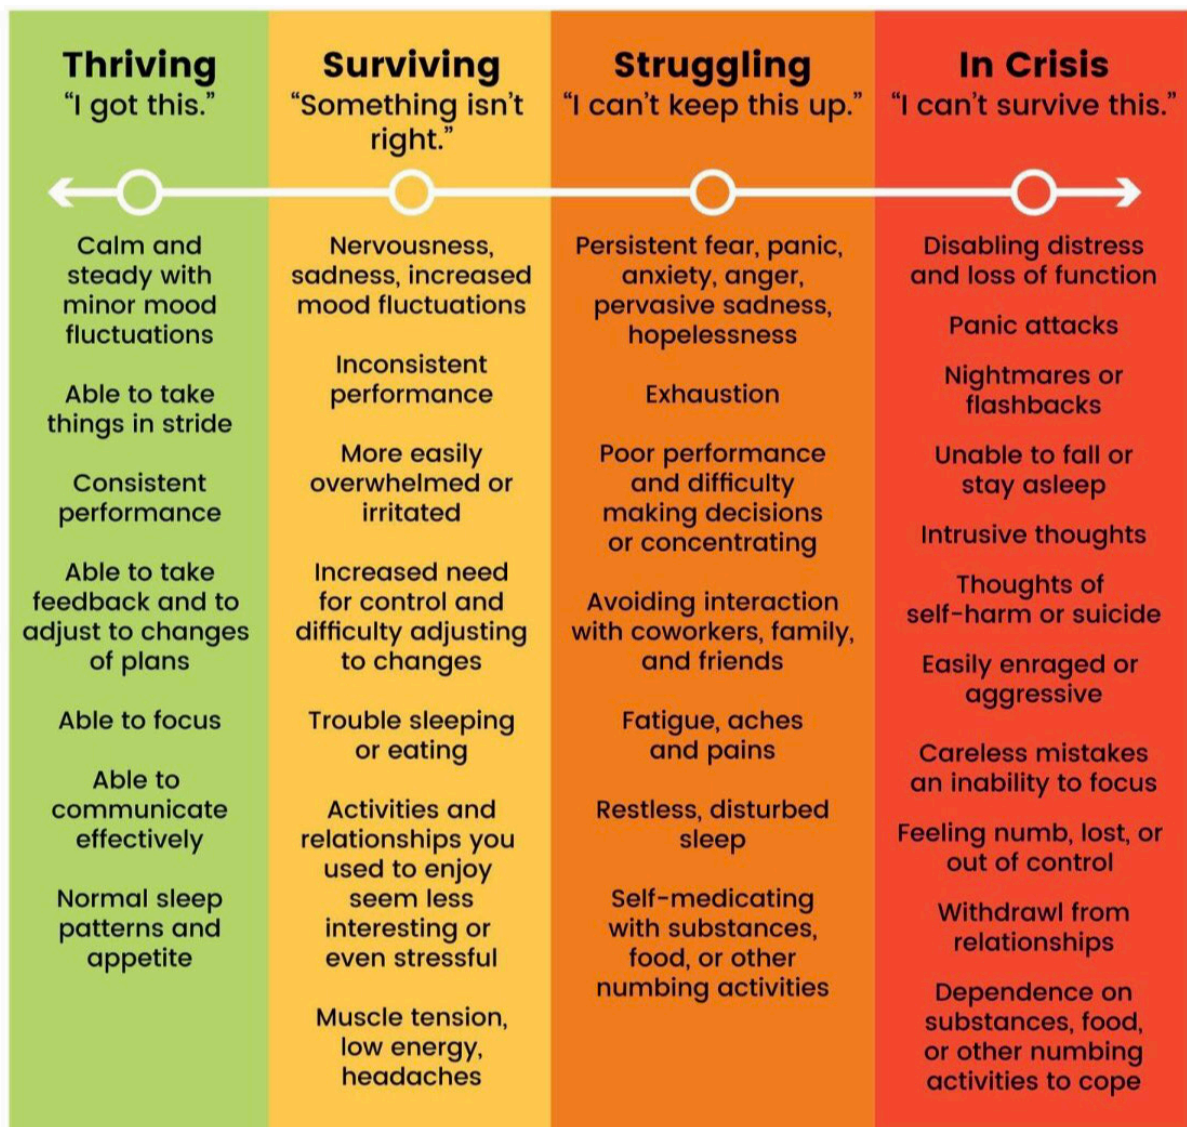 Thriving
“I got this.”
Calm and
steady with
minor mood
fluctuations
Able to take
things in stride
Consistent
performance
Able to take
feedback and to
adjust to changes
of plans
Able to focus
Able to
communicate
effectively
Normal sleep
patterns and
appetite
Surviving
“Something isn’t
right.”
Nervousness,
sadness, increased
mood fluctuations
Inconsistent
performance
More easily
overwhelmed or
irritated
Increased need
for control and
difficulty adjusting
to changes
Trouble sleeping
or eating
Activities and
relationships you
used to enjoy
seem less
interesting or
even stressful
Muscle tension,
low energy,
headaches
Struggling
“I can’t keep this up.”
Persistent fear, panic,
anxiety, anger,
pervasive sadness,
hopelessness
Exhaustion
Poor performance
and difficulty
making decisions
or concentrating
Avoiding interaction
with coworkers, family,
and friends
Fatigue, aches
and pains
Restless, disturbed
sleep
Self-medicating
with substances,
food, or other
numbing activities
In Crisis
“I can’t survive this.”
Disabling distress
and loss of function
Panic attacks
Nightmares or
flashbacks
Unable to fall or
stay asleep
Intrusive thoughts
Thoughts of
self-harm or suicide
Easily enraged or
aggressive
Careless mistakes
an inability to focus
Feeling numb, lost, or
out of control
Withdrawl from
relationships
Dependence on
substances, food,
or other numbing
activities to cope